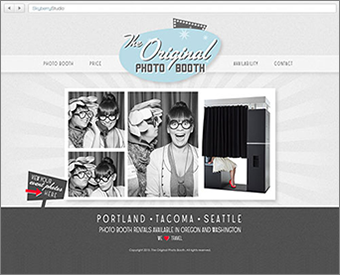 SkyberryStudio
The
Original
PHOTO BOOTH
PHOTO BOOTH
PRICE
AVAILABILITY
CONTACT
VIEW YOUR
event photos
HERE
PORTLAND • TACOMA • SEATTLE
PHOTO BOOTH RENTALS AVAILABLE IN OREGON AND WASHINGTON
WE TRAVEL
Copyright 2012 The Original Photo Booth. All rights reserved.